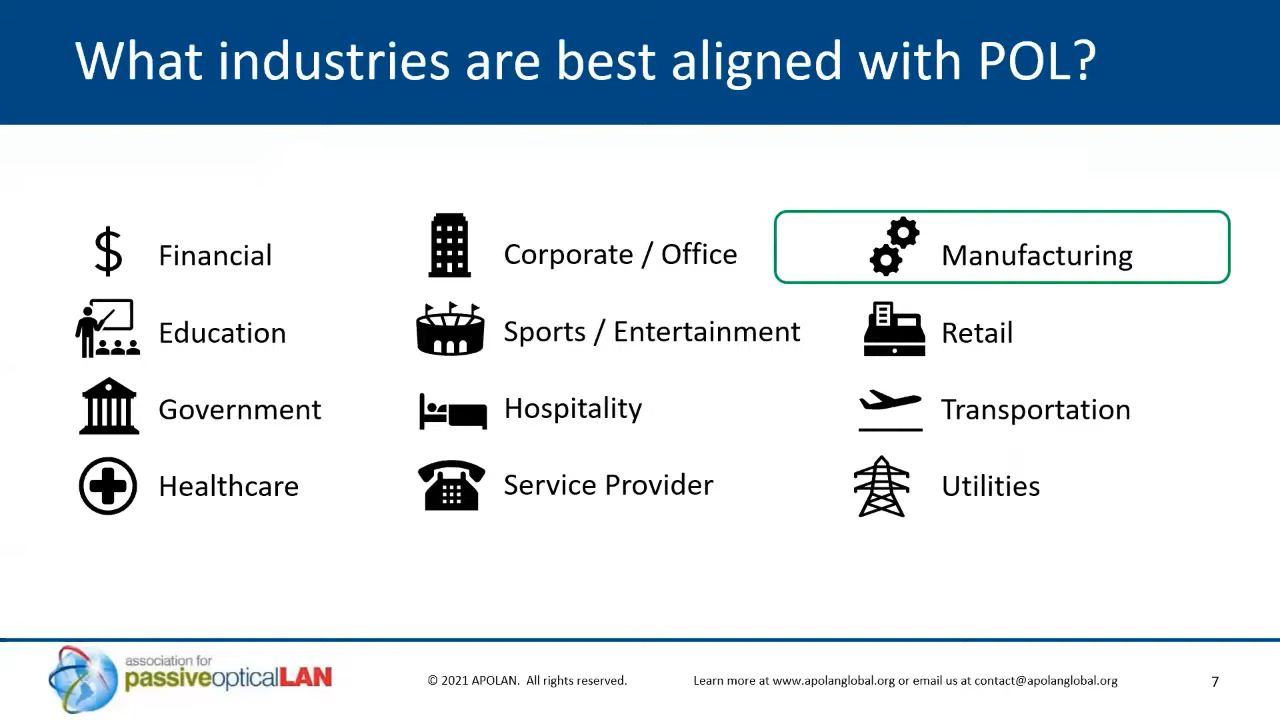 What industries are best aligned with POL?
$ Financial
Education
Government
Healthcare
Corporate / Office
Sports / Entertainment
Hospitality
Service Provider
Manufacturing
Retail
Transportation
Utilities
association for
passiveopticalLAN
© 2021 APOLAN. All rights reserved.
Learn more at www.apolanglobal.org or email us at contact@apolanglobal.org
7